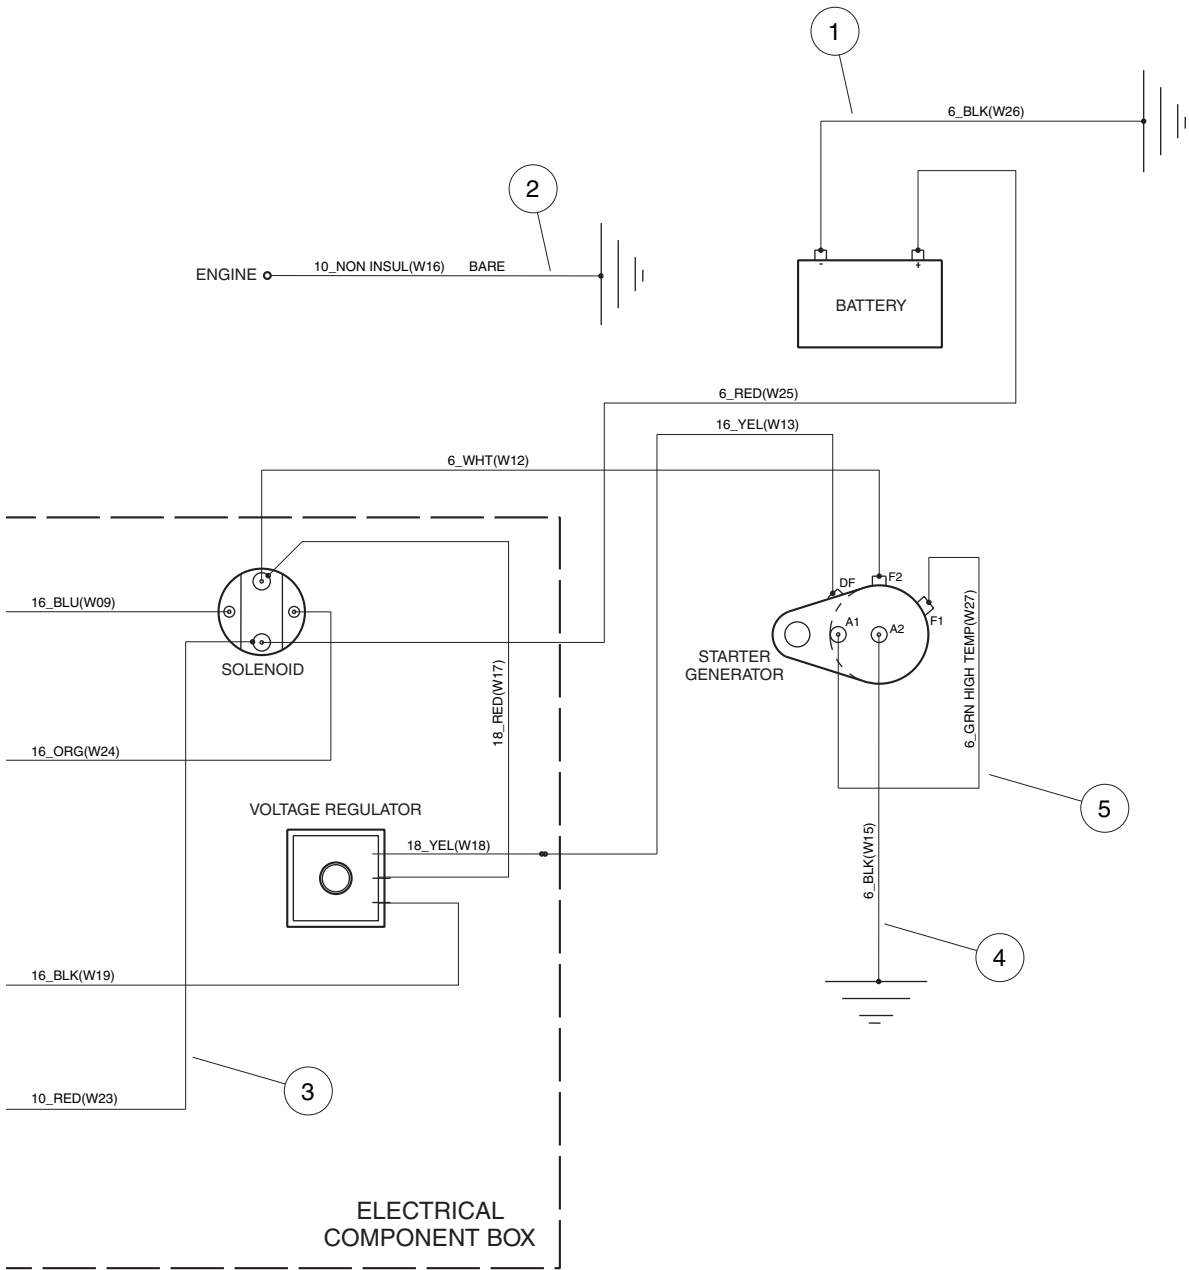 1
6_BLK(W26)
2
ENGINE
10_NON INSUL(W16) BARE
- +
BATTERY
6_RED(W25)
16_YEL(W13)
6_WHT(W12)
DF
F2
F1
16_BLU(W09)
A1
A2
SOLENOID
STARTER
GENERATOR
6_GRN HIGH TEMP(W27)
18_RED(W17)
16_ORG(W24)
VOLTAGE REGULATOR
5
18_YEL(W18)
6_BLK(W15)
4
16_BLK(W19)
3
10_RED(W23)
ELECTRICAL
COMPONENT BOX